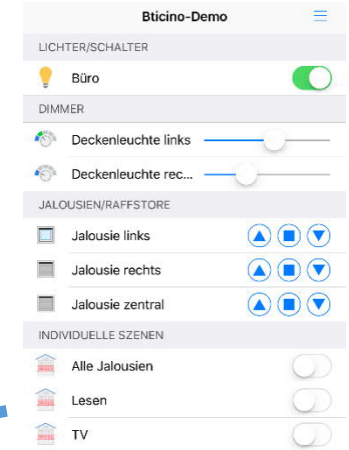 Bticino-Demo
LICHTER/SCHALTER
Büro
DIMMER
Deckenleuchte links
Deckenleuchte rec...
JALOUSIEN/RAFFSTORE
Jalousie links
Jalousie rechts
Jalousie zentral
INDIVIDUELLE SZENEN
Alle Jalousien
Lesen
TV